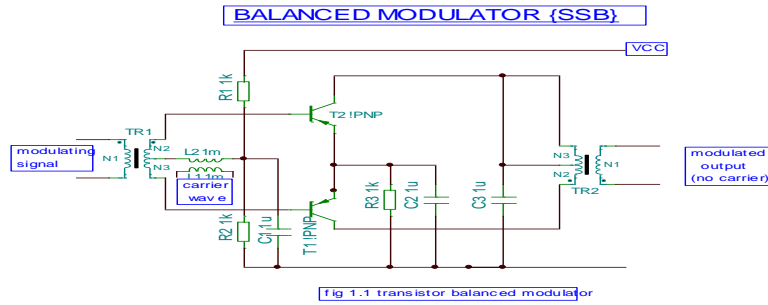 BALANCED MODULATOR {SSB}
VCC
R1 1k
T2 !PNP
TR1
N1
N2
N3
L2 1m
L1 1m
modulating
signal
carrier
wave
R2 1k
C1 1u
T1 !PNP
R3 1k
C2 1u
C3 1u
N3
N2
N1
TR2
modulated
output
(no carrier)
fig 1.1 transistor balanced modulator